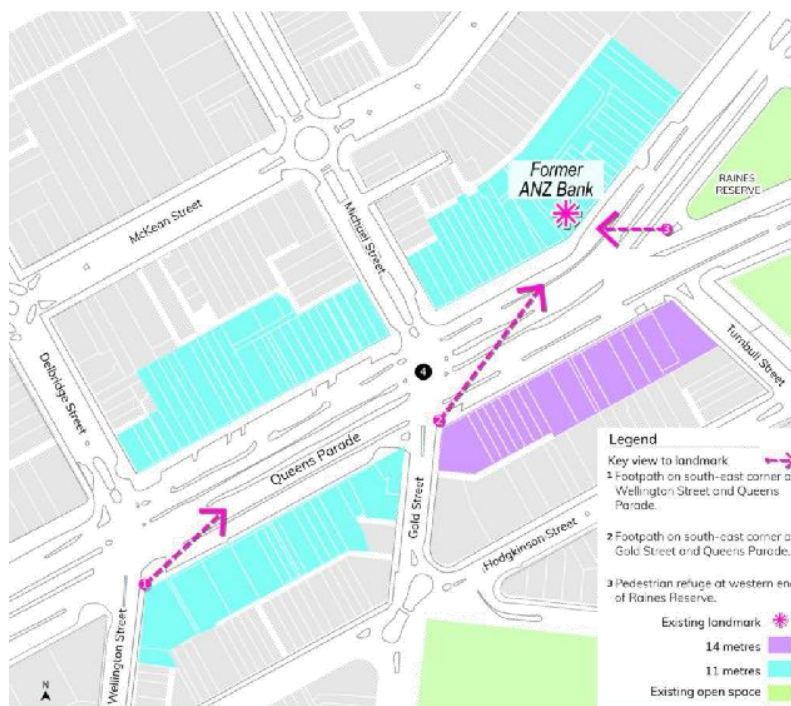 Former
ANZ Bank
RAINES
RESERVE
3
McKean Street
Michael Street
Delbridge Street
4
Turnbull Street
2
Queens Parade
Gold Street
Hodgkinson Street
1
Wellington Street
N
Legend
Key view to landmark
1 Footpath on south-east corner o
Wellington Street and Queens
Parade.
2 Footpath on south-east corner o
Gold Street and Queens Parade.
3 Pedestrian refuge at western en
of Raines Reserve.
Existing landmark
14 metres
11 metres
Existing open space